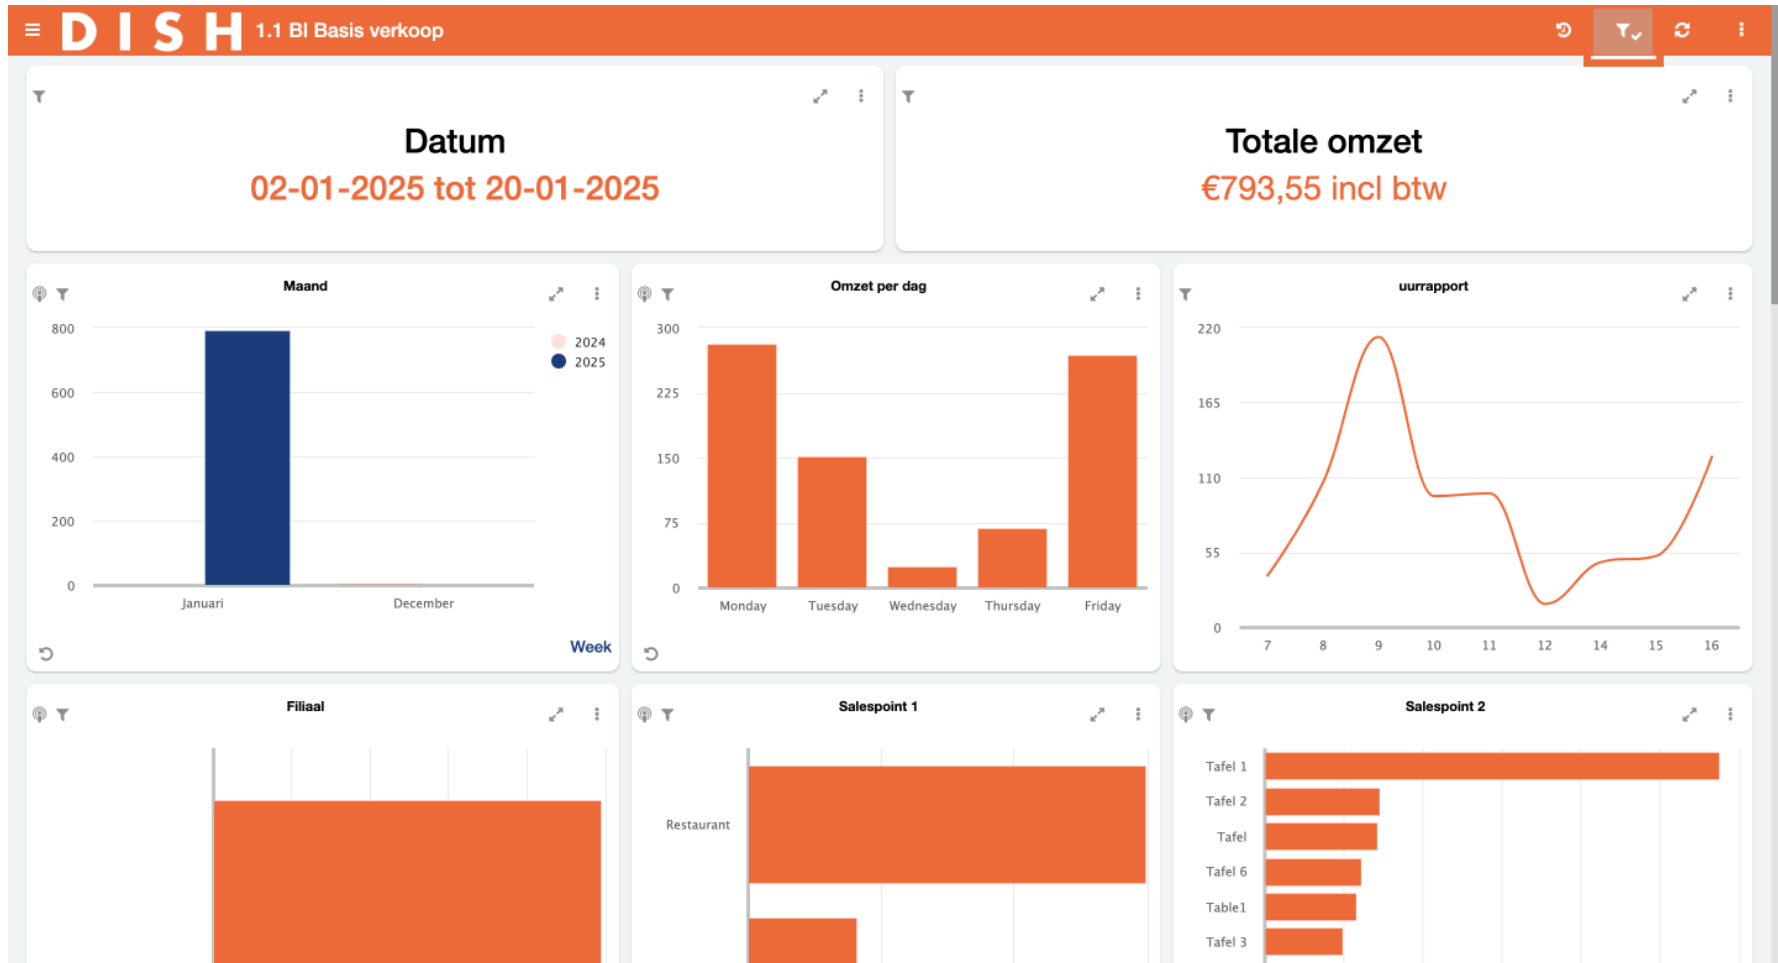 DISH 1.1 BI Basis verkoop
Datum
02-01-2025 tot 20-01-2025
Totale omzet
€793,55 incl btw
Maand
800
600
400
200
0
Januari December
2024
2025
Week
Omzet per dag
300
225
150
75
0
Monday Tuesday Wednesday Thursday Friday
uurrapport
220
165
110
55
0
7 8 9 10 11 12 14 15 16
Filiaal
Salespoint 1
Restaurant
Salespoint 2
Tafel 1
Tafel 2
Tafel
Tafel 6
Table1
Tafel 3